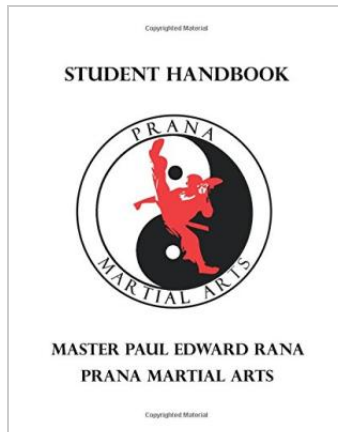 Copyrighted Material
STUDENT HANDBOOK
PRANA
MARTIAL ARTS
MASTER PAUL EDWARD RANA
PRANA MARTIAL ARTS
Copyrighted Material